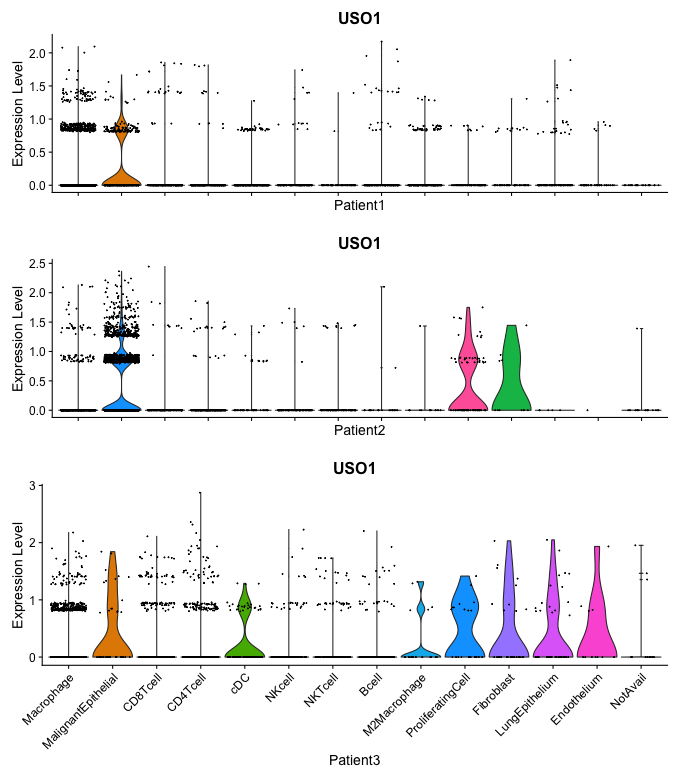 USO1
Expression Level
2.0
1.5
1.0
0.5
0.0
Patient1
USO1
Expression Level
2.5
2.0
1.5
1.0
0.5
0.0
Patient2
USO1
Expression Level
3
2
1
0
Macrophage
MalignantEpithelial
CD8Tcell
CD4Tcell
cDC
NKcell
NKTcell
Bcell
M2Macrophage
ProliferatingCell
Fibroblast
LungEpithelium
Endothelium
NotAvail
Patient3